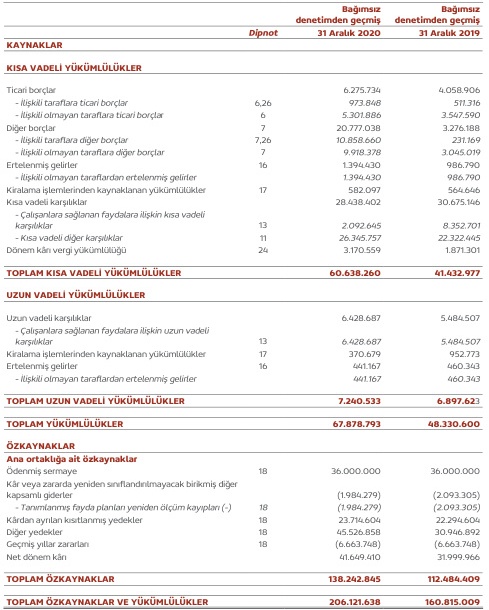 Bağımsız Bağımsız
denetimden geçmiş denetimden geçmiş
Dipnot 31 Aralık 2020 31 Aralık 2019
KAYNAKLAR
KISA VADELİ YÜKÜMLÜLÜKLER
Ticari borçlar 6.275.734 4.058.906
- İlişkili taraflara ticari borçlar 6,26 973.848 511.316
- İlişkili olmayan taraflara ticari borçlar 6 5.301.886 3.547.590
Diğer borçlar 7 20.777.038 3.276.188
- İlişkili taraflara diğer borçlar 7,26 10.858.660 231.169
- İlişkili olmayan taraflara diğer borçlar 7 9.918.378 3.045.019
Ertelenmiş gelirler 16 1.394.430 986.790
- İlişkili olmayan taraflardan ertelenmiş gelirler 1.394.430 986.790
Kiralama işlemlerinden kaynaklanan yükümlülükler 17 582.097 564.646
Kısa vadeli karşılıklar 28.438.402 30.675.146
- Çalışanlara sağlanan faydalara ilişkin kısa vadeli
karşılıklar 13 2.092.645 8.352.701
- Kısa vadeli diğer karşılıklar 11 26.345.757 22.322.445
Dönem kârı vergi yükümlülüğü 24 3.170.559 1.871.301
TOPLAM KISA VADELİ YÜKÜMLÜLÜKLER 60.638.260 41.432.977
UZUN VADELİ YÜKÜMLÜLÜKLER
Uzun vadeli karşılıklar 6.428.687 5.484.507
- Çalışanlara sağlanan faydalara ilişkin uzun vadeli
karşılıklar 13 6.428.687 5.484.507
Kiralama işlemlerinden kaynaklanan yükümlülükler 17 370.679 952.773
Ertelenmiş gelirler 16 441.167 460.343
- İlişkili olmayan taraflardan ertelenmiş gelirler 441.167 460.343
TOPLAM UZUN VADELİ YÜKÜMLÜLÜKLER 7.240.533 6.897.623
TOPLAM YÜKÜMLÜLÜKLER 67.878.793 48.330.600
ÖZKAYNAKLAR
Ana ortaklığa ait özkaynaklar
Ödenmiş sermaye 18 36.000.000 36.000.000
Kâr veya zararda yeniden sınıflandırılmayacak birikmiş diğer
kapsamlı giderler (1.984.279) (2.093.305)
- Tanımlanmış fayda planları yeniden ölçüm kayıpları (-) 18 (1.984.279) (2.093.305)
Kârdan ayrılan kısıtlanmış yedekler 18 23.714.604 22.294.604
Diğer yedekler 18 45.526.858 30.946.892
Geçmiş yıllar zararları 18 (6.663.748) (6.663.748)
Net dönem kârı 41.649.410 31.999.966
TOPLAM ÖZKAYNAKLAR 138.242.845 112.484.409
TOPLAM ÖZKAYNAKLAR VE YÜKÜMLÜLÜKLER 206.121.638 160.815.009